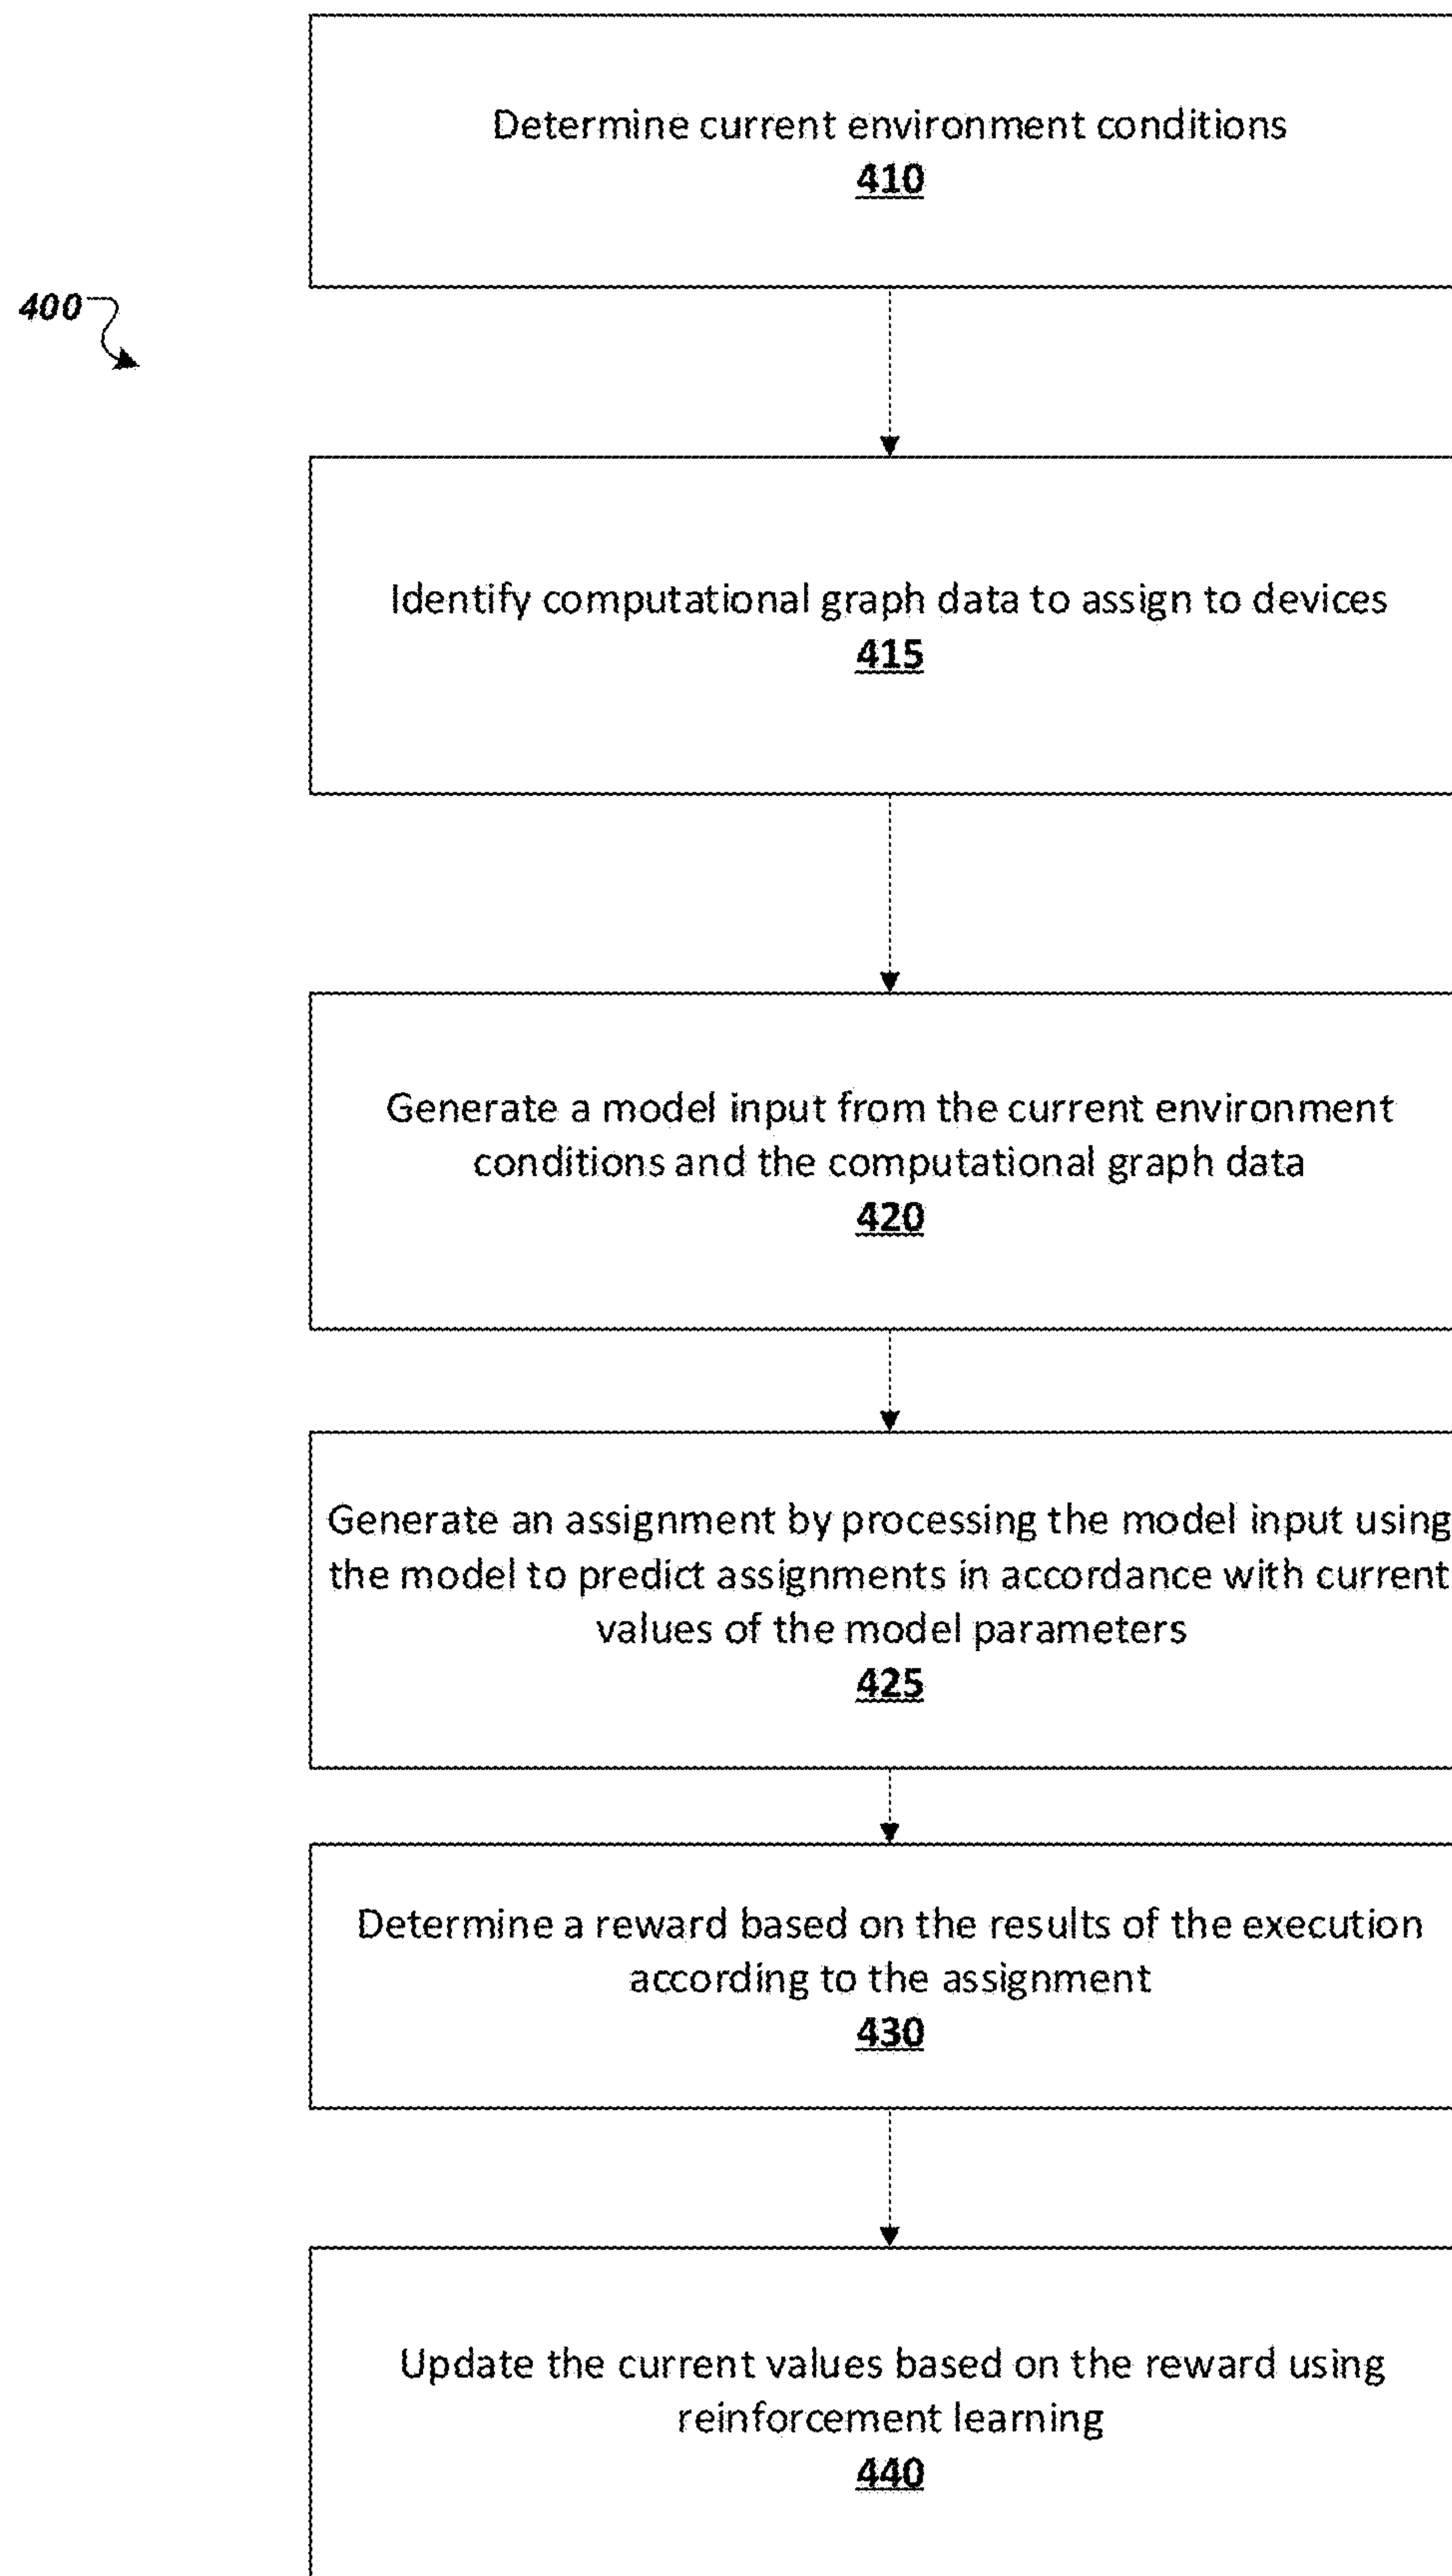 Determine current environment conditions
410
400
Identify computational graph data to assign to devices
415
Generate a model input from the current environment
conditions and the computational graph data
420
Generate an assignment by processing the model input using
the model to predict assignments in accordance with current
values of the model parameters
425
Determine a reward based on the results of the execution
according to the assignment
430
Update the current values based on the reward using
reinforcement learning
440